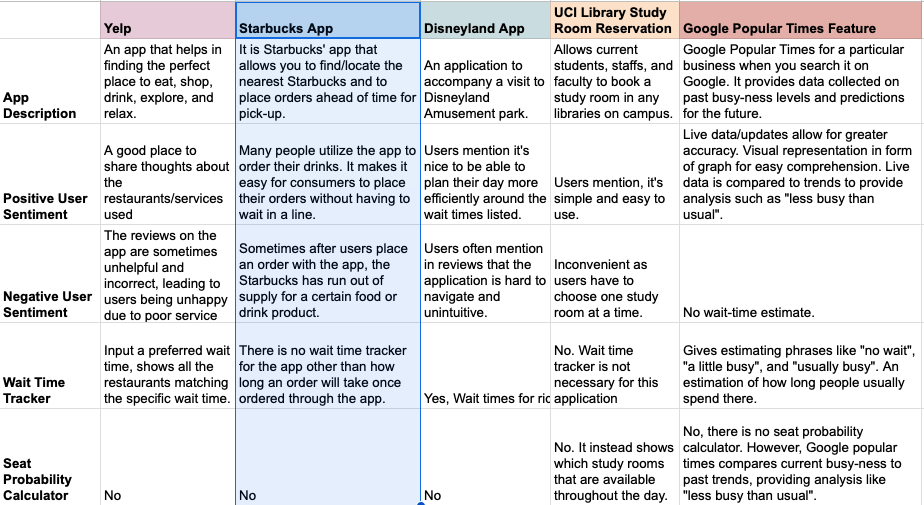 Yelp
Starbucks App
Disneyland App
UCI Library Study
Room Reservation
Google Popular Times Feature
App
Description
An app that helps in
finding the perfect
place to eat, shop,
drink, explore, and
relax.
It is Starbucks' app that
allows you to find/locate the
nearest Starbucks and to
place orders ahead of time for
pick-up.
An application to
accompany a visit to
Disneyland
Amusement park.
Allows current
students, staffs, and
faculty to book a
study room in any
libraries on campus.
Google Popular Times for a particular
business when you search it on
Google. It provides data collected on
past busy-ness levels and predictions
for the future.
Positive User
Sentiment
A good place to
share thoughts about
the
restaurants/services
used
Many people utilize the app to
order their drinks. It makes it
easy for consumers to place
their orders without having to
wait in a line.
Users mention it's
nice to be able to
plan their day more
efficiently around the
wait times listed.
Users mention, it's
simple and easy to
use.
Live data/updates allow for greater
accuracy. Visual representation in form
of graph for easy comprehension. Live
data is compared to trends to provide
analysis such as "less busy than
usual".
Negative User
Sentiment
The reviews on the
app are sometimes
unhelpful and
incorrect, leading to
users being unhappy
due to poor service
Sometimes after users place
an order with the app, the
Starbucks has run out of
supply for a certain food or
drink product.
Users often mention
in reviews that the
application is hard to
navigate and
unintuitive.
Inconvenient as
users have to
choose one study
room at a time.
No wait-time estimate.
Wait Time
Tracker
Input a preferred wait
time, shows all the
restaurants matching
the specific wait time.
There is no wait time tracker
for the app other than how
long an order will take once
ordered through the app.
Yes, Wait times for ric
No. Wait time
tracker is not
necessary for this
application
Gives estimating phrases like "no wait",
"a little busy", and "usually busy". An
estimation of how long people usually
spend there.
Seat
Probability
Calculator
No
No
No
No. It instead shows
which study rooms
that are available
throughout the day.
No, there is no seat probability
calculator. However, Google popular
times compares current busy-ness to
past trends, providing analysis like
"less busy than usual".